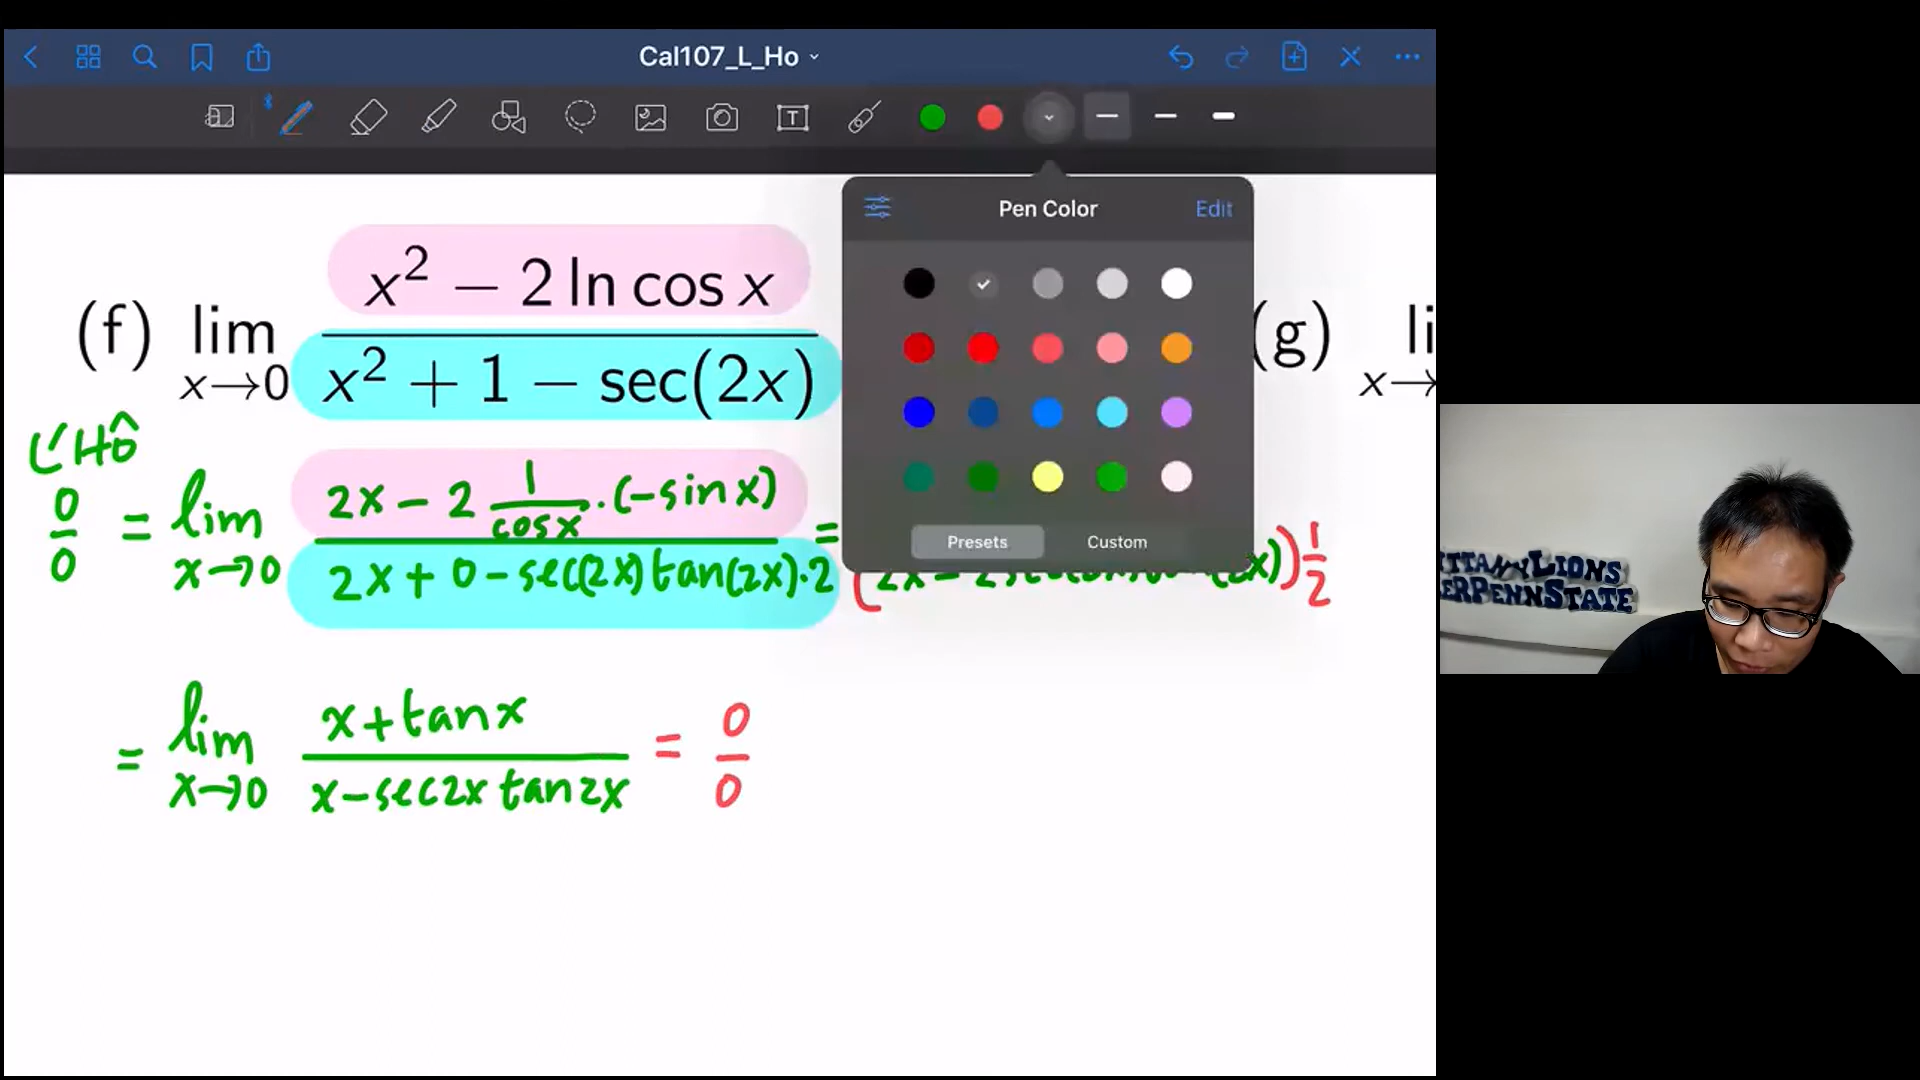 Cal107_L_Ho
T
Pen Color
Edit
Presets
Custom
(f) lim x→0 x² − 2 ln cos x / x² + 1 − sec(2x)
(g) li x→
L'Hô
0/0 = lim x→0 2x − 2 1/cosx · (−sin x) / 2x + 0 − sec(2x) tan(2x)·2 =
) 1/2
= lim x→0 x + tan x / x − sec2x tan2x = 0/0
TTANY LIONS
ERPENNSTATE